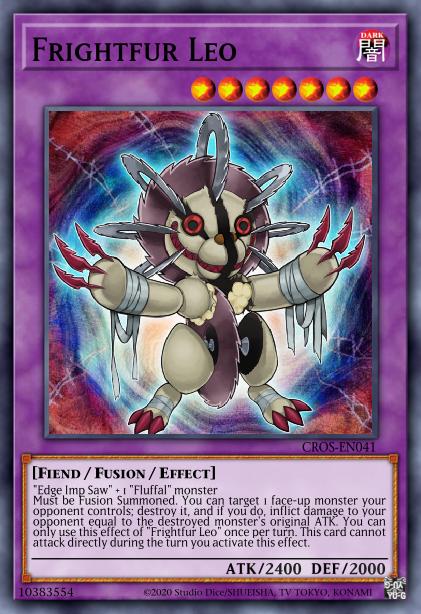 Frightfur Leo
DARK
闇
CROS-EN041
[Fiend / Fusion / Effect]
"Edge Imp Saw" + 1 "Fluffal" monster
Must be Fusion Summoned. You can target 1 face-up monster your
opponent controls; destroy it, and if you do, inflict damage to your
opponent equal to the destroyed monster's original ATK. You can
only use this effect of "Frightfur Leo" once per turn. This card cannot
attack directly during the turn you activate this effect.
ATK/2400 DEF/2000
10383554
©2020 Studio Dice/SHUEISHA, TV TOKYO, KONAMI